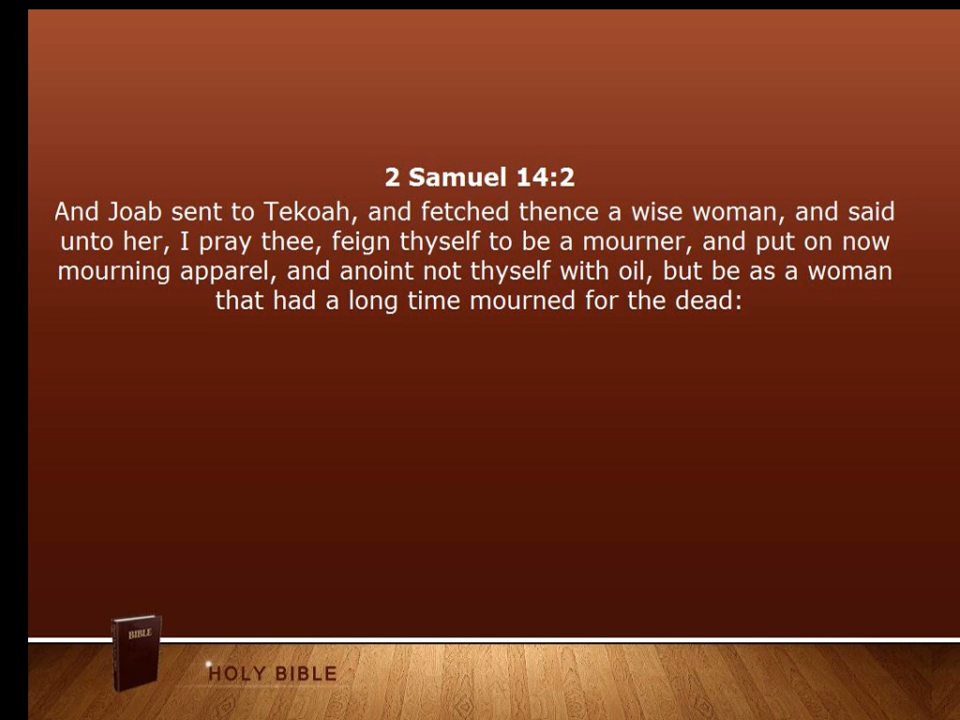 2 Samuel 14:2
And Joab sent to Tekoah, and fetched thence a wise woman, and said
unto her, I pray thee, feign thyself to be a mourner, and put on now
mourning apparel, and anoint not thyself with oil, but be as a woman
that had a long time mourned for the dead:
BIBLE
HOLY BIBLE